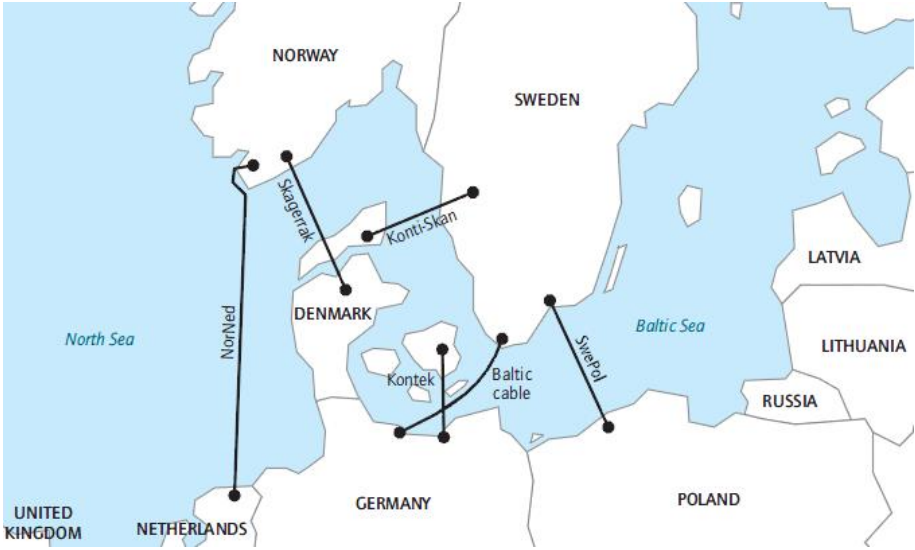 NORWAY
SWEDEN
Skagerrak
Konti-Skan
LATVIA
DENMARK
North Sea
NorNed
Baltic Sea
SwePol
LITHUANIA
Kontek
Baltic
cable
RUSSIA
GERMANY
POLAND
UNITED
KINGDOM
NETHERLANDS